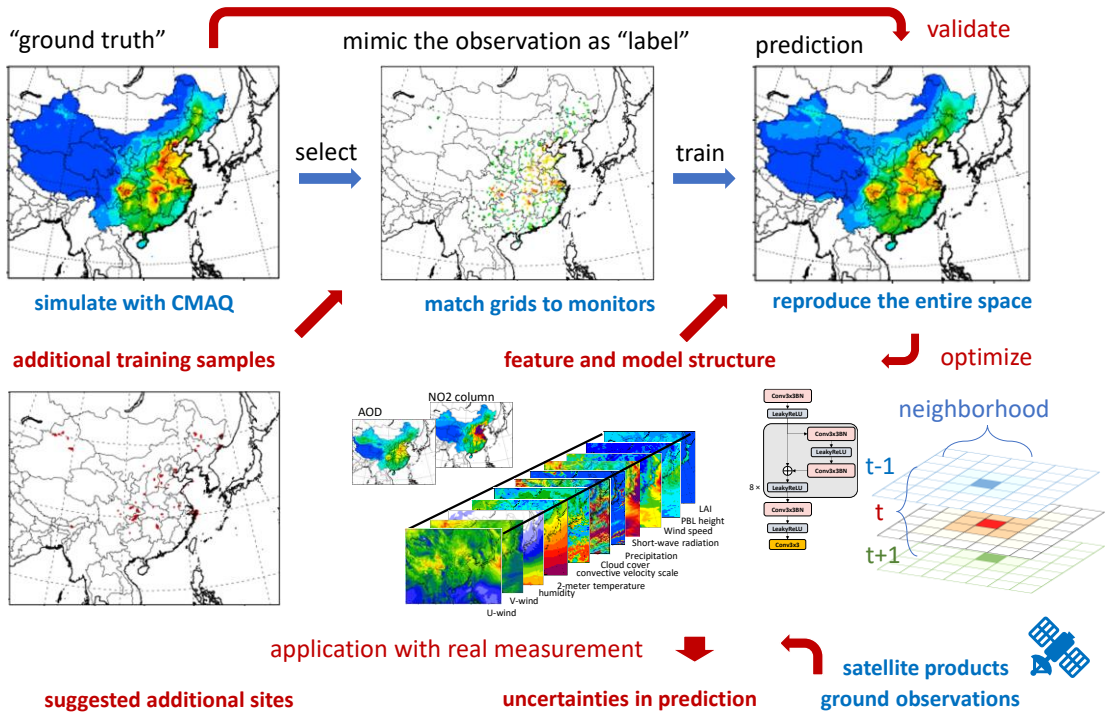 validate
“ground truth”
mimic the observation as “label”
prediction
select
train
simulate with CMAQ
match grids to monitors
reproduce the entire space
additional training samples
feature and model structure
optimize
AOD
NO2 column
LAI
PBL height
Wind speed
Short-wave radiation
Precipitation
Cloud cover
convective velocity scale
2-meter temperature
humidity
V-wind
U-wind
Conv3x3BN
LeakyReLU
Conv3x3BN
LeakyReLU
Conv3x3BN
LeakyReLU
8 ×
Conv3x3BN
LeakyReLU
Conv3x3
neighborhood
t-1
t
t+1
application with real measurement
satellite products
ground observations
suggested additional sites
uncertainties in prediction